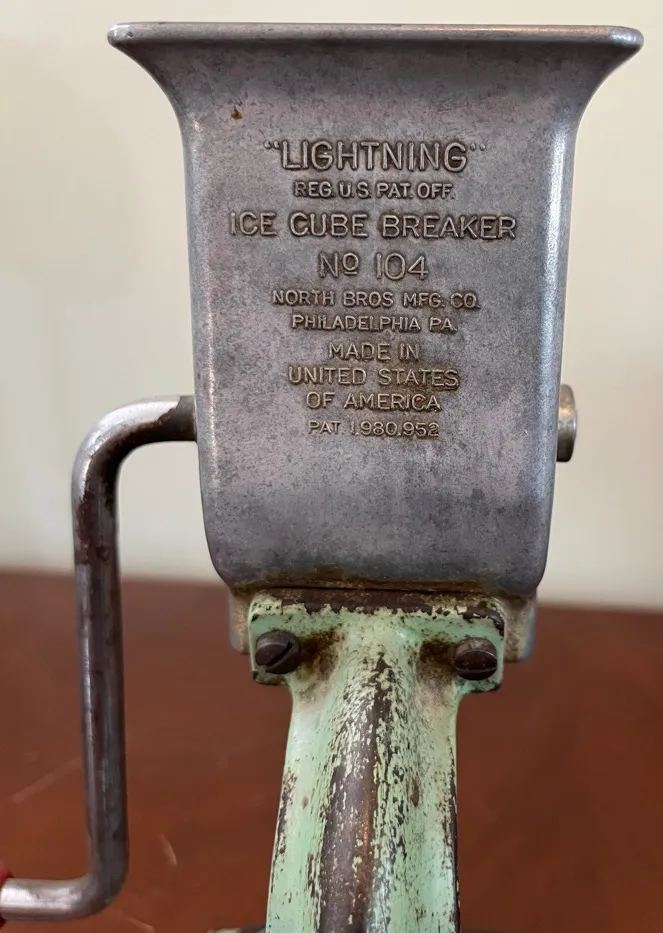 "LIGHTNING"
REG. U.S. PAT. OFF.
ICE CUBE BREAKER
Nº 104
NORTH BROS MFG. CO.
PHILADELPHIA PA.
MADE IN
UNITED STATES
OF AMERICA
PAT. 1,980,952